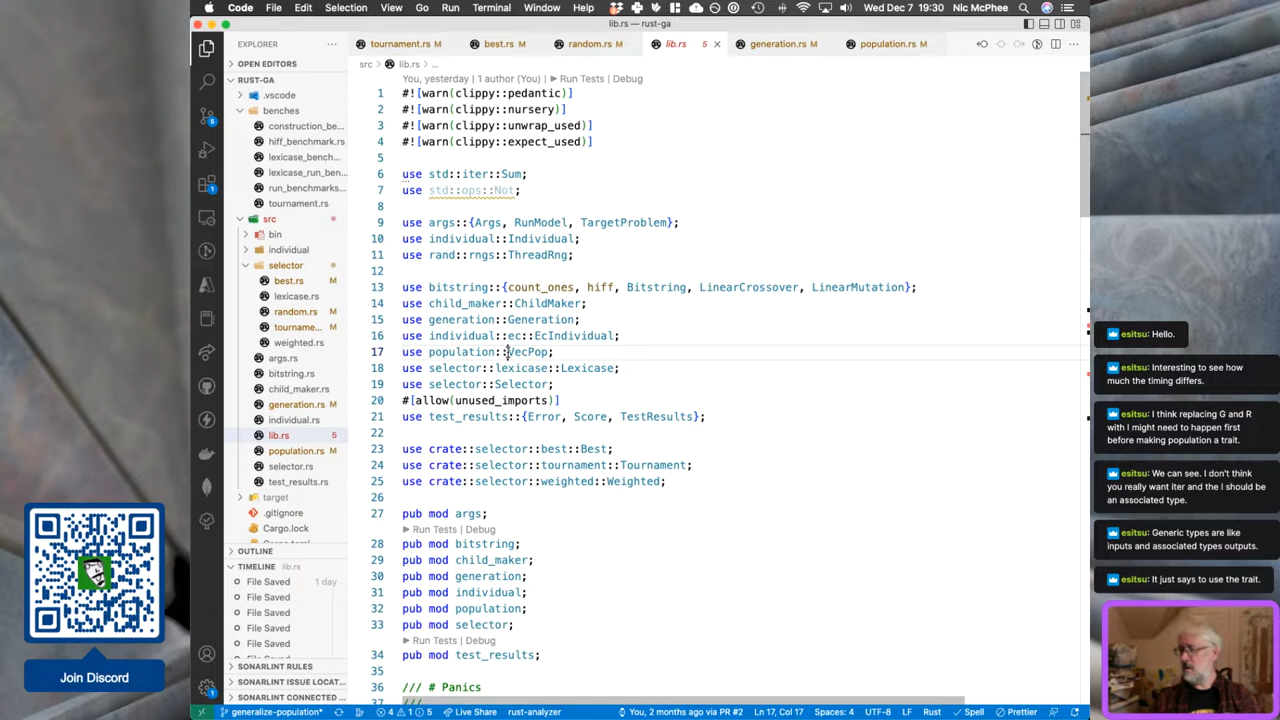 Code File Edit Selection View Go Run Terminal Window Help
Wed Dec 7 19:30 Nic McPhee
lib.rs — rust-ga
EXPLORER
tournament.rs M
best.rs M
random.rs M
lib.rs 5
generation.rs M
population.rs M
OPEN EDITORS
src > lib.rs > ...
RUST-GA
.vscode
benches
construction_be...
hiff_benchmark.rs
lexicase_bench...
lexicase_run_ben...
run_benchmarks...
tournament.rs
src
bin
individual
selector
best.rs M
lexicase.rs
random.rs M
tourname... M
weighted.rs
args.rs
bitstring.rs
child_maker.rs
generation.rs M
individual.rs
lib.rs 5
population.rs M
selector.rs
test_results.rs
target
.gitignore
Cargo.lock
OUTLINE
TIMELINE lib.rs
File Saved 1 day
File Saved
File Saved
File Saved
SONARLINT RULES
SONARLINT ISSUE LOCAT...
SONARLINT CONNECTED ...
You, yesterday | 1 author (You) | Run Tests | Debug
1 #![warn(clippy::pedantic)]
2 #![warn(clippy::nursery)]
3 #![warn(clippy::unwrap_used)]
4 #![warn(clippy::expect_used)]
5
6 use std::iter::Sum;
7 use std::ops::Not;
8
9 use args::{Args, RunModel, TargetProblem};
10 use individual::Individual;
11 use rand::rngs::ThreadRng;
12
13 use bitstring::{count_ones, hiff, Bitstring, LinearCrossover, LinearMutation};
14 use child_maker::ChildMaker;
15 use generation::Generation;
16 use individual::ec::EcIndividual;
17 use population::VecPop;
18 use selector::lexicase::Lexicase;
19 use selector::Selector;
20 #[allow(unused_imports)]
21 use test_results::{Error, Score, TestResults};
22
23 use crate::selector::best::Best;
24 use crate::selector::tournament::Tournament;
25 use crate::selector::weighted::Weighted;
26
27 pub mod args;
Run Tests | Debug
28 pub mod bitstring;
29 pub mod child_maker;
30 pub mod generation;
31 pub mod individual;
32 pub mod population;
33 pub mod selector;
Run Tests | Debug
34 pub mod test_results;
35
36 /// # Panics
37 ///
generalize-population* 4 1 5 Live Share rust-analyzer You, 2 months ago via PR #2 Ln 17, Col 17 Spaces: 4 UTF-8 LF Rust Spell Prettier
Join Discord
esitsu: Hello.
esitsu: Interesting to see how
much the timing differs.
esitsu: I think replacing G and R
with I might need to happen first
before making population a trait.
esitsu: We can see. I don't think
you really want iter and the I should be
an associated type.
esitsu: Generic types are like
inputs and associated types outputs.
esitsu: It just says to use the trait.